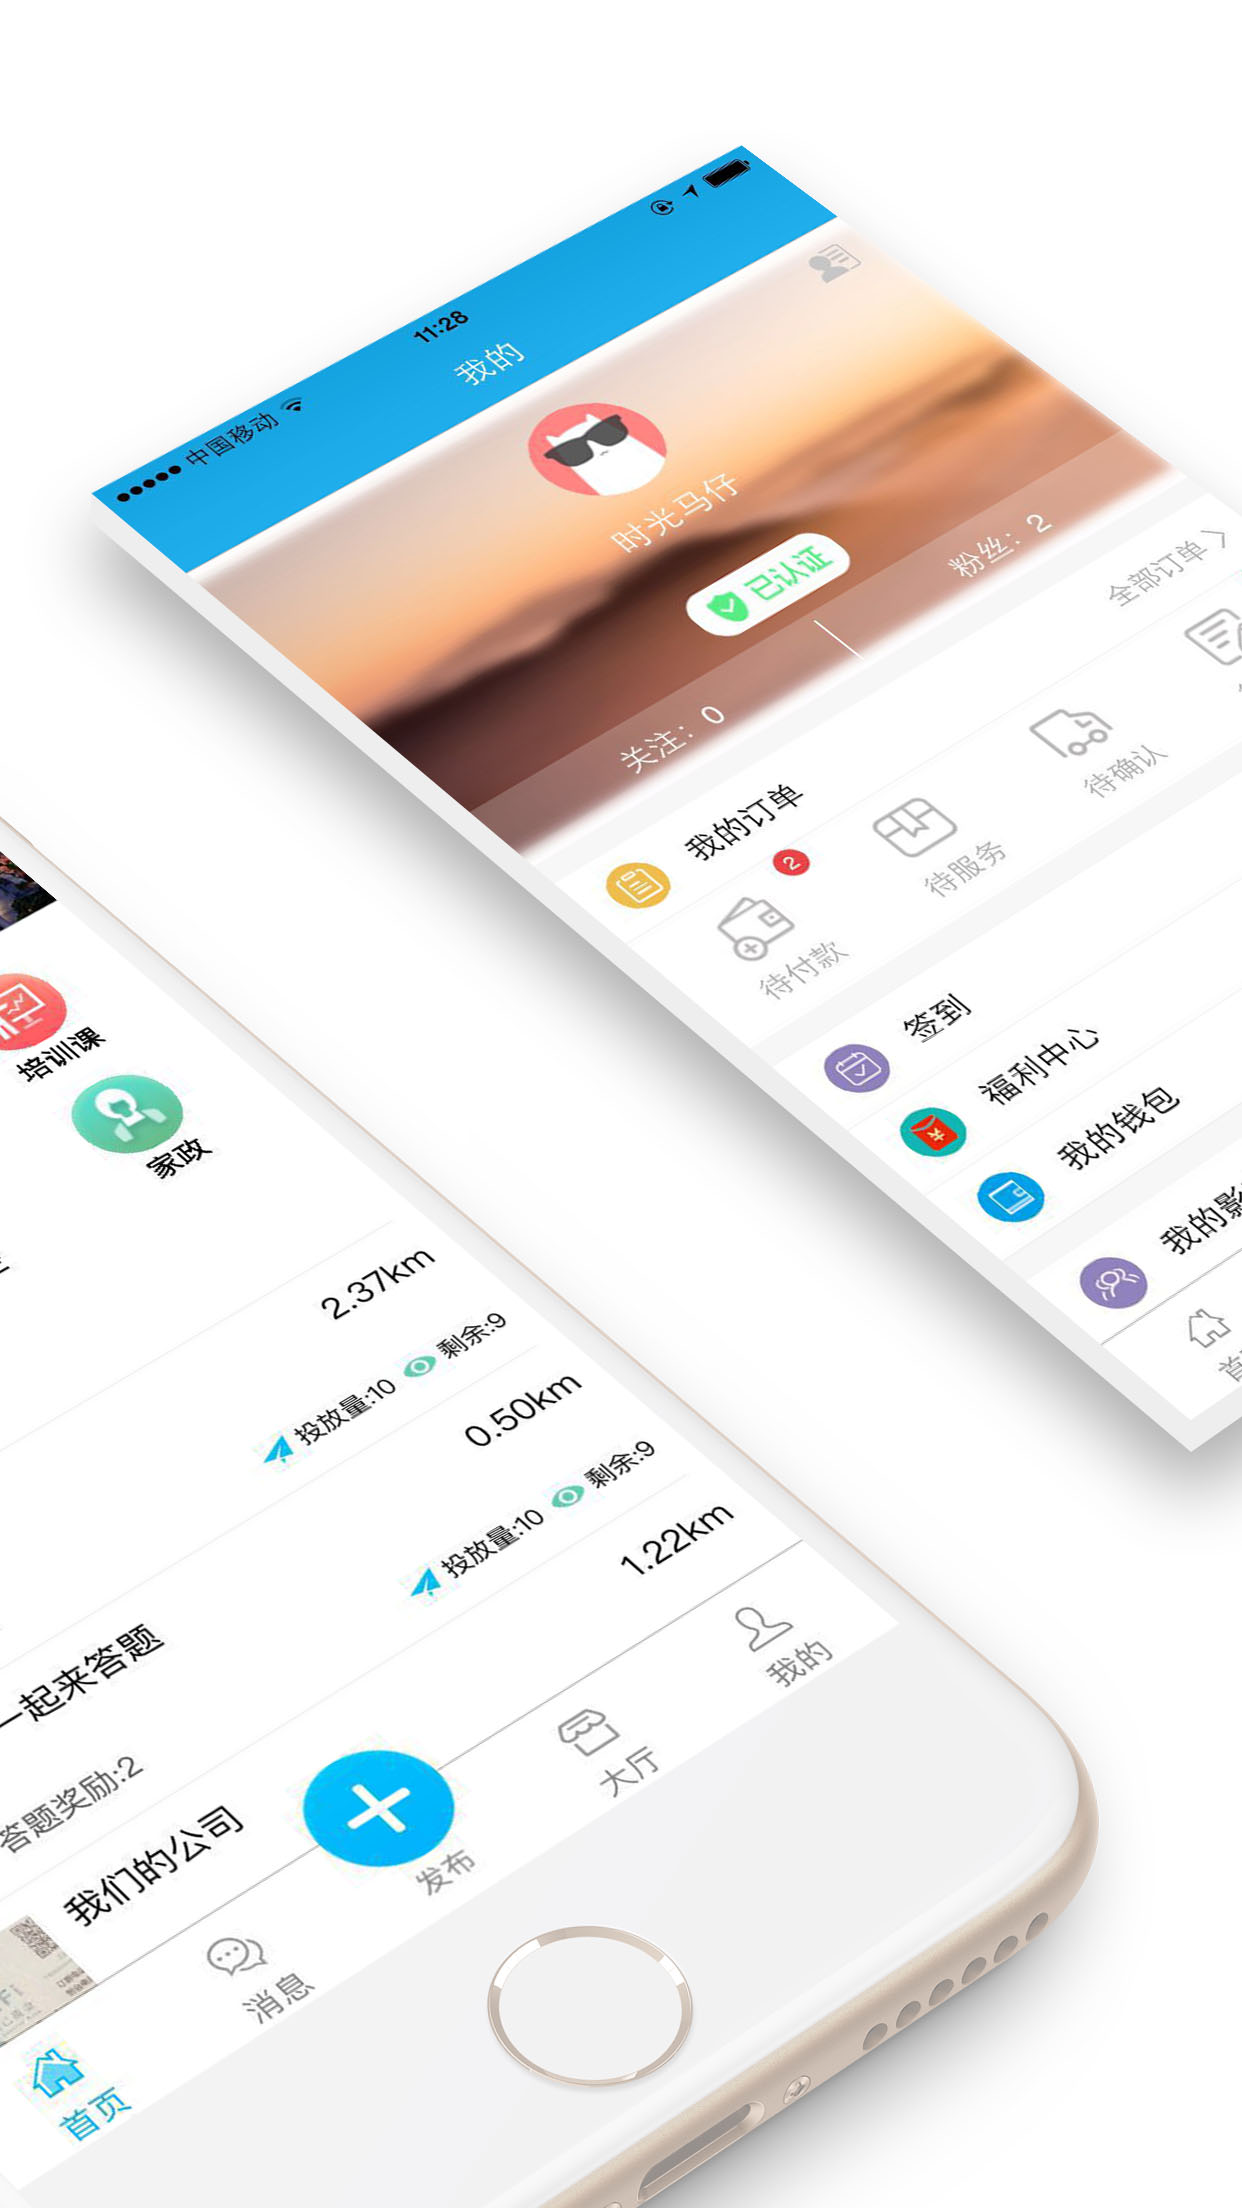 中国移动
11:28
我的
时光马仔
已认证
关注：0
粉丝：2
我的订单
全部订单
2
待付款
待服务
待确认
签到
福利中心
我的钱包
我的影
首
培训课
家政
2.37km
投放量:10 剩余:9
0.50km
投放量:10 剩余:9
一起来答题
1.22km
答题奖励:2
我们的公司
首页
消息
发布
大厅
我的